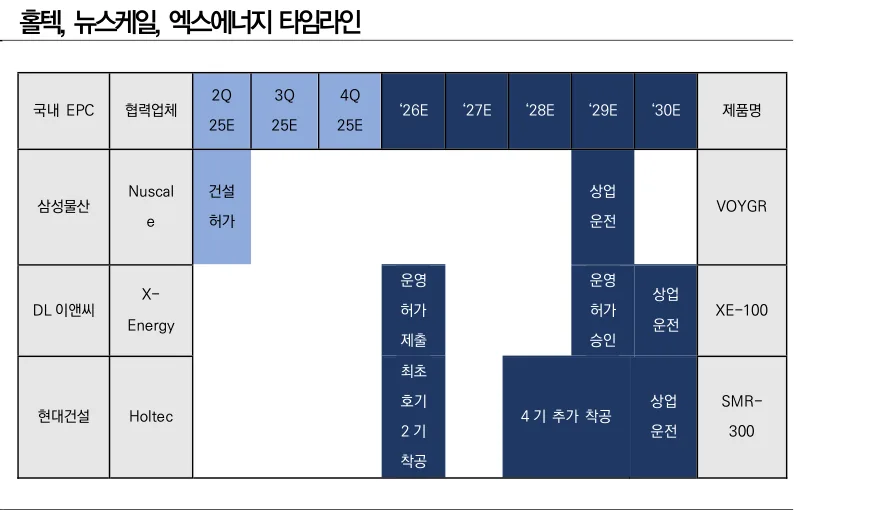 홀텍, 뉴스케일, 엑스에너지 타임라인
국내 EPC 협력업체 2Q 3Q 4Q ‘26E ‘27E ‘28E ‘29E ‘30E 제품명
25E 25E 25E
삼성물산 Nuscal 건설 상업 VOYGR
e 허가 운전
DL이앤씨 X- 운영 운영 상업 XE-100
Energy 허가 허가 운전
제출 승인
현대건설 Holtec 최초 4기 추가 착공 상업 SMR-
호기 운전 300
2기
착공